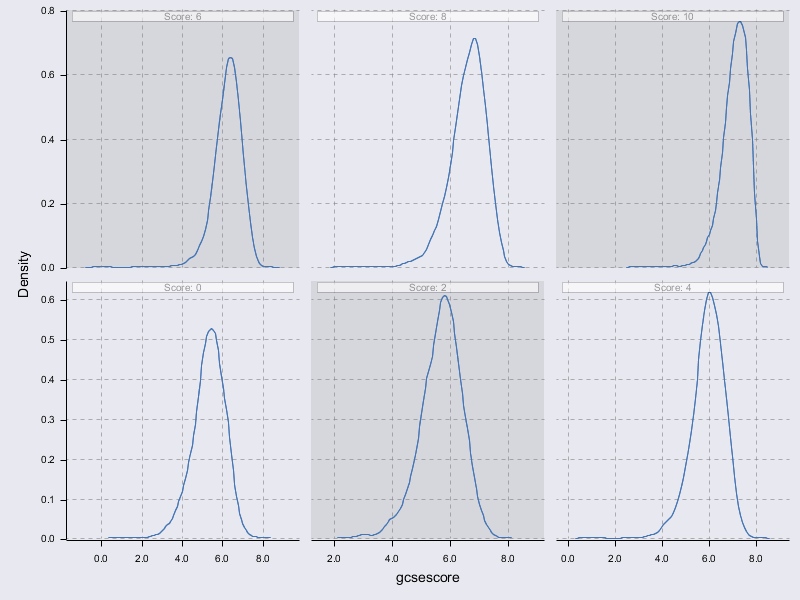 Score: 6
Score: 8
Score: 10
0.8
0.6
0.4
0.2
0.0
Density
Score: 0
Score: 2
Score: 4
0.6
0.5
0.4
0.3
0.2
0.1
0.0
0.0 2.0 4.0 6.0 8.0
2.0 4.0 6.0 8.0
0.0 2.0 4.0 6.0 8.0
gcsescore